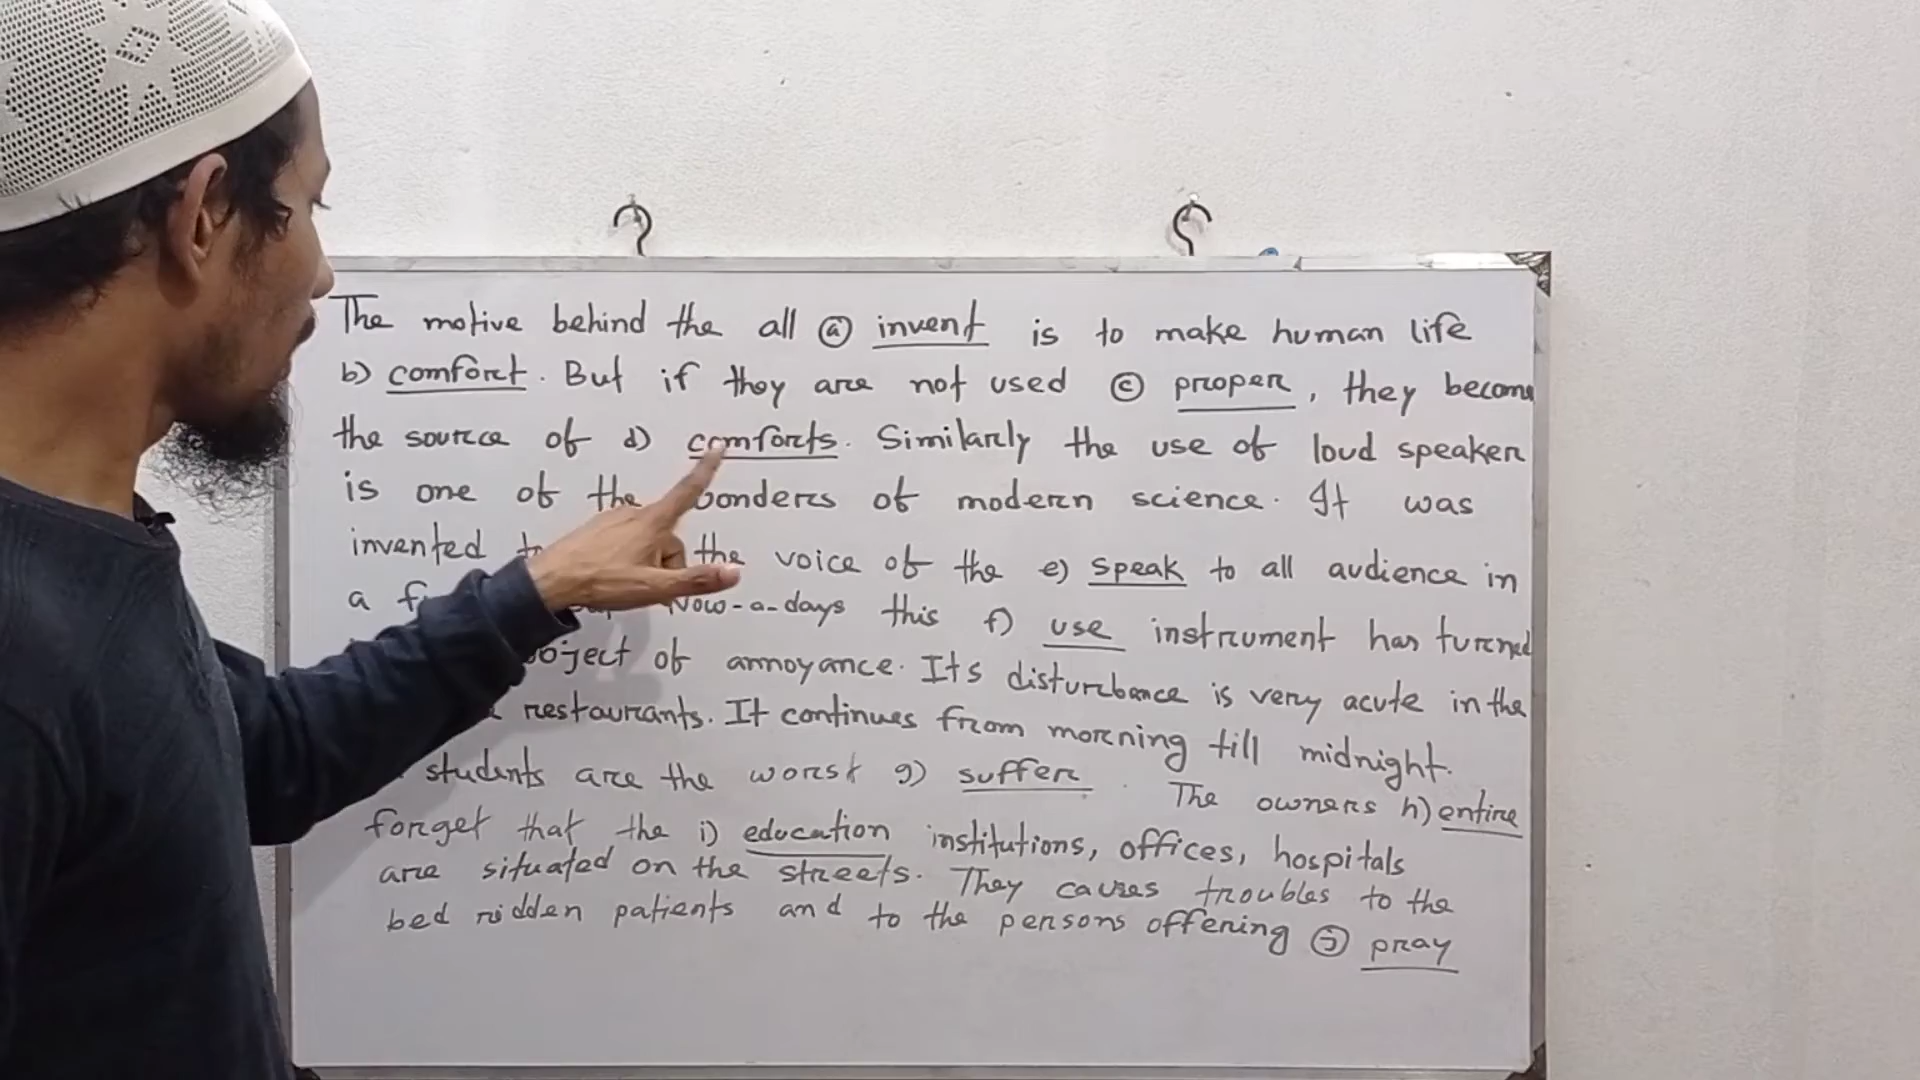 The motive behind the all ⓐ invent is to make human life
b) comfort. But if they are not used ⓒ proper, they become
the source of d) comforts. Similarly the use of loud speaker
is one of the wonders of modern science. It was
invented the voice of the e) speak to all audience in
a Now-a-days this f) use instrument has turned
object of annoyance. Its disturbance is very acute in the
restaurants. It continues from morning till midnight.
students are the worst g) suffer. The owners h) entire
forget that the i) education institutions, offices, hospitals
are situated on the streets. They causes troubles to the
bed ridden patients and to the persons offering ⓙ pray